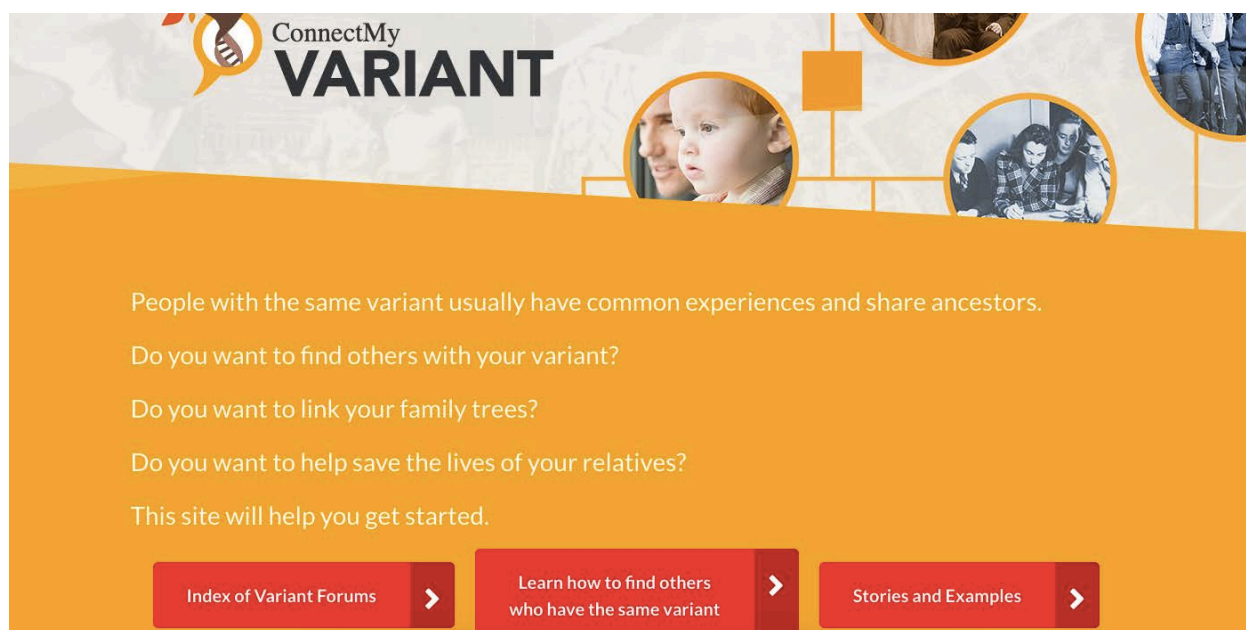 ConnectMy
VARIANT
People with the same variant usually have common experiences and share ancestors.
Do you want to find others with your variant?
Do you want to link your family trees?
Do you want to help save the lives of your relatives?
This site will help you get started.
Index of Variant Forums
Learn how to find others
who have the same variant
Stories and Examples